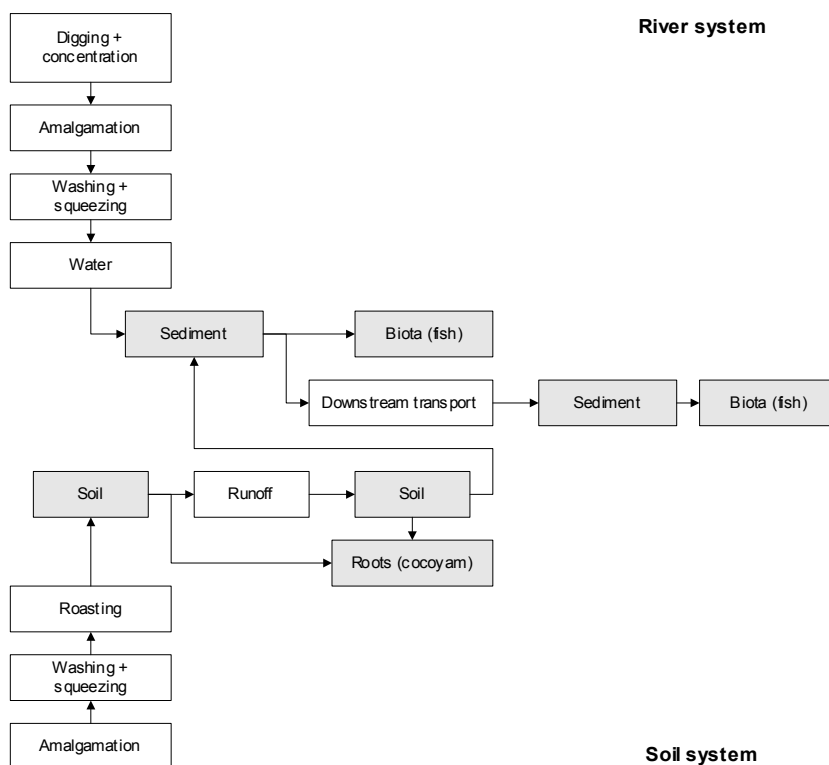 River system
Digging +
concentration
Amalgamation
Washing +
squeezing
Water
Sediment
Biota (fish)
Downstream transport
Sediment
Biota (fish)
Soil
Runoff
Soil
Roots (cocoyam)
Roasting
Washing +
squeezing
Amalgamation
Soil system